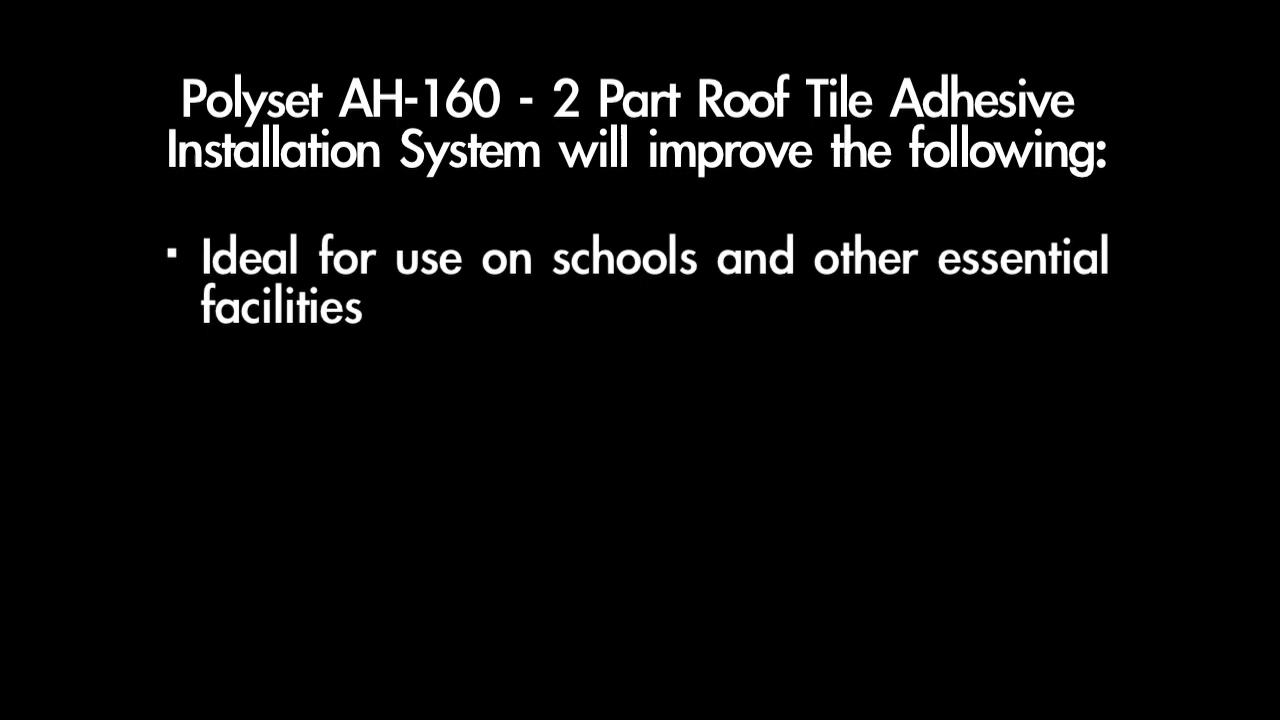 Polyset AH-160 - 2 Part Roof Tile Adhesive
Installation System will improve the following:
▪ Ideal for use on schools and other essential
facilities